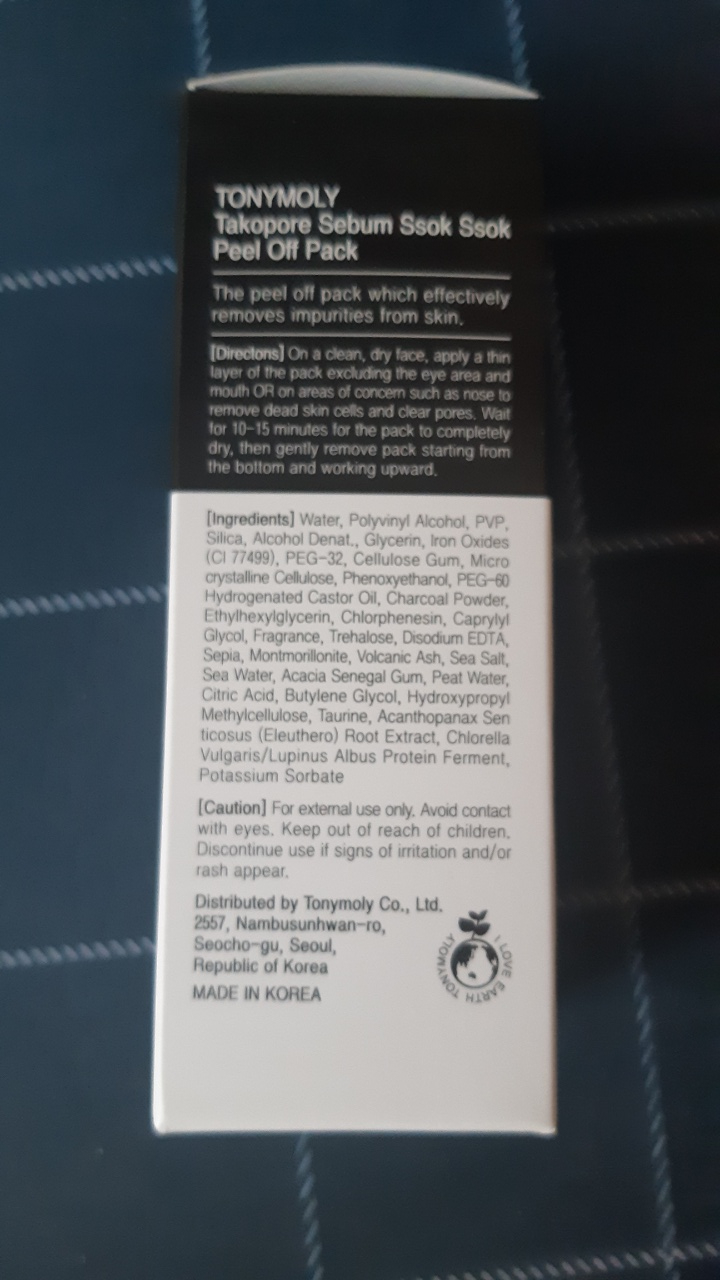 TONYMOLY
Takopore Sebum Ssok Ssok
Peel Off Pack
The peel off pack which effectively
removes impurities from skin.
[Directons] On a clean, dry face, apply a thin
layer of the pack excluding the eye area and
mouth OR on areas of concern such as nose to
remove dead skin cells and clear pores. Wait
for 10-15 minutes for the pack to completely
dry, then gently remove pack starting from
the bottom and working upward.
[Ingredients] Water, Polyvinyl Alcohol, PVP,
Silica, Alcohol Denat., Glycerin, Iron Oxides
(CI 77499), PEG-32, Cellulose Gum, Micro
crystalline Cellulose, Phenoxyethanol, PEG-60
Hydrogenated Castor Oil, Charcoal Powder,
Ethylhexylglycerin, Chlorphenesin, Caprylyl
Glycol, Fragrance, Trehalose, Disodium EDTA,
Sepia, Montmorillonite, Volcanic Ash, Sea Salt,
Sea Water, Acacia Senegal Gum, Peat Water,
Citric Acid, Butylene Glycol, Hydroxypropyl
Methylcellulose, Taurine, Acanthopanax Sen
ticosus (Eleuthero) Root Extract, Chlorella
Vulgaris/Lupinus Albus Protein Ferment,
Potassium Sorbate
[Caution] For external use only. Avoid contact
with eyes. Keep out of reach of children.
Discontinue use if signs of irritation and/or
rash appear.
Distributed by Tonymoly Co., Ltd.
2557, Nambusunhwan-ro,
Seocho-gu, Seoul,
Republic of Korea
MADE IN KOREA
I LOVE EARTH TONYMOLY